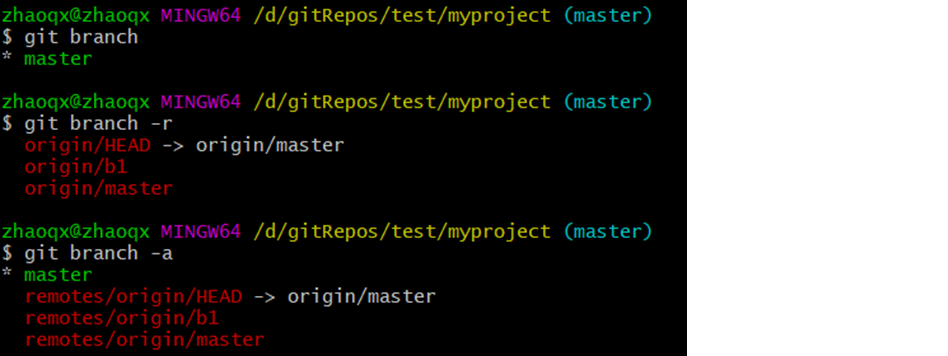 zhaoqx@zhaoqx MINGW64 /d/gitRepos/test/myproject (master)
$ git branch
* master
zhaoqx@zhaoqx MINGW64 /d/gitRepos/test/myproject (master)
$ git branch -r
  origin/HEAD -> origin/master
  origin/b1
  origin/master
zhaoqx@zhaoqx MINGW64 /d/gitRepos/test/myproject (master)
$ git branch -a
* master
  remotes/origin/HEAD -> origin/master
  remotes/origin/b1
  remotes/origin/master